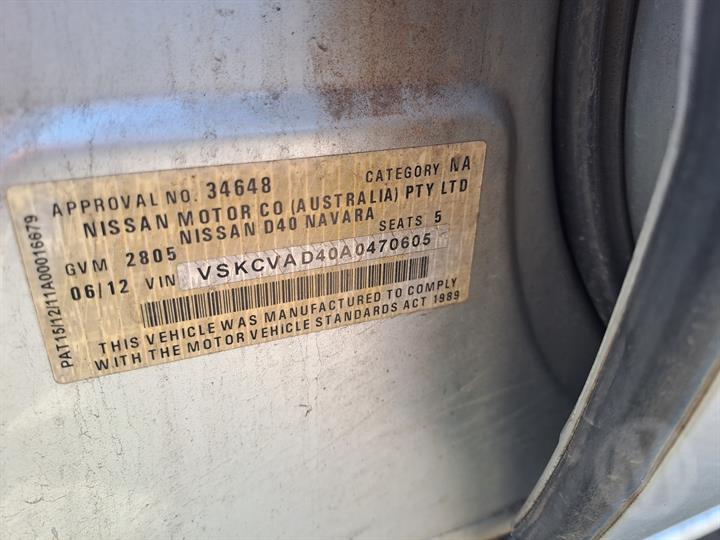 APPROVAL NO. 34648 CATEGORY NA
NISSAN MOTOR CO (AUSTRALIA) PTY LTD
NISSAN D40 NAVARA
GVM 2805 SEATS 5
06/12 VIN VSKCVAD40A0470605
THIS VEHICLE WAS MANUFACTURED TO COMPLY
WITH THE MOTOR VEHICLE STANDARDS ACT 1989
PAT15/12/11A00016679